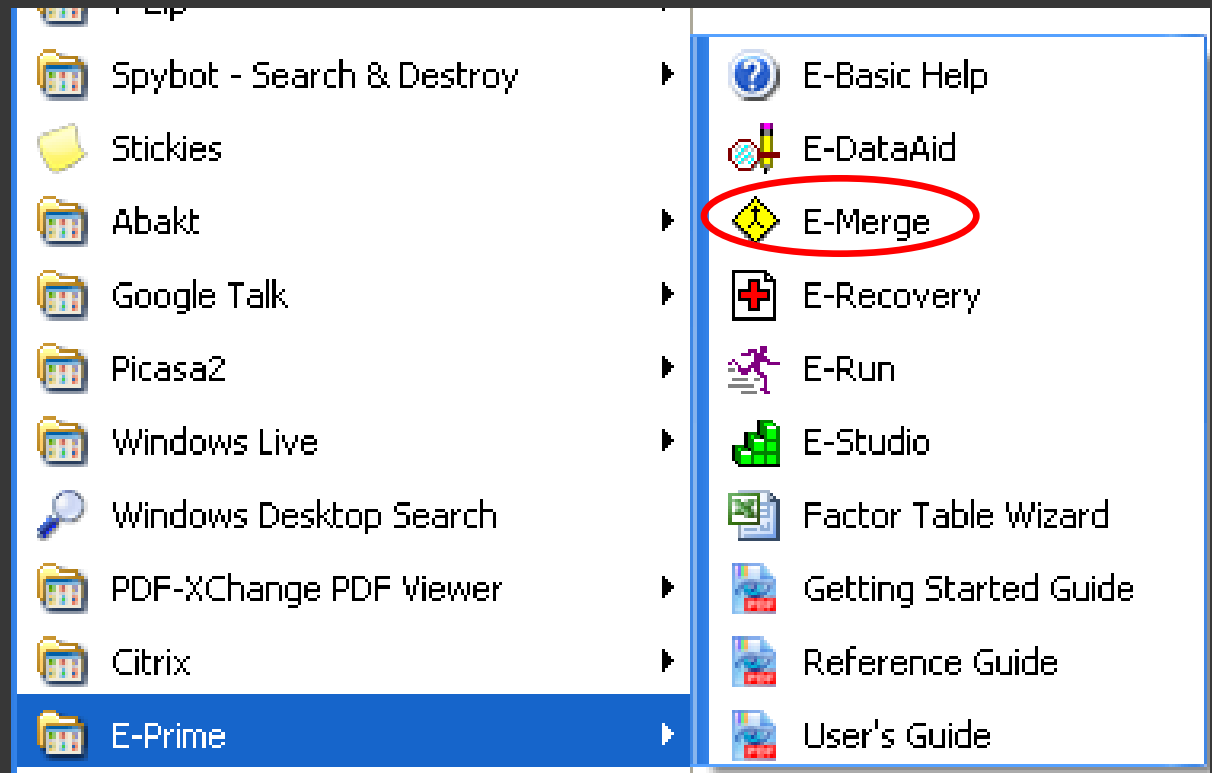 Spybot - Search & Destroy
Stickies
Abakt
Google Talk
Picasa2
Windows Live
Windows Desktop Search
PDF-XChange PDF Viewer
Citrix
E-Prime
E-Basic Help
E-DataAid
E-Merge
E-Recovery
E-Run
E-Studio
Factor Table Wizard
Getting Started Guide
Reference Guide
User's Guide